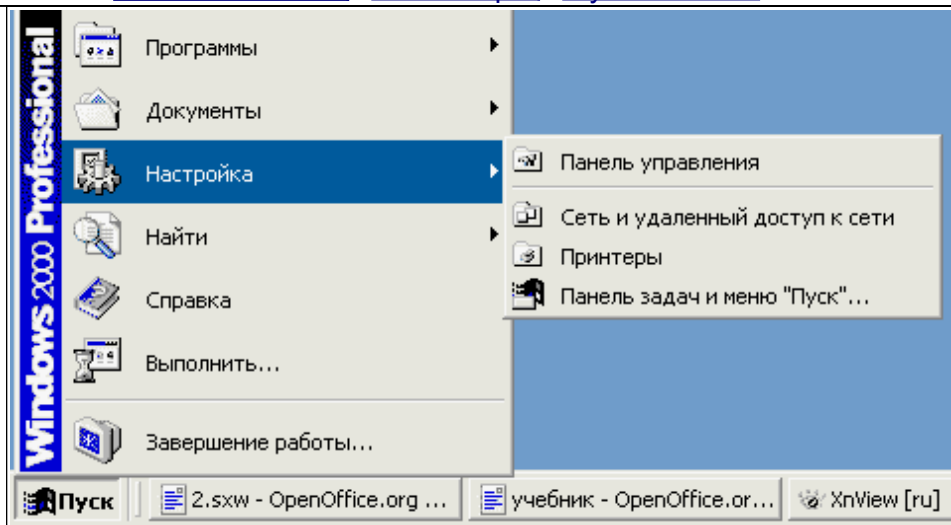 Программы
Документы
Настройка
Найти
Справка
Выполнить...
Завершение работы...
Windows 2000 Professional
Панель управления
Сеть и удаленный доступ к сети
Принтеры
Панель задач и меню "Пуск"...
Пуск
2.sxw - OpenOffice.org ...
учебник - OpenOffice.or...
XnView [ru]